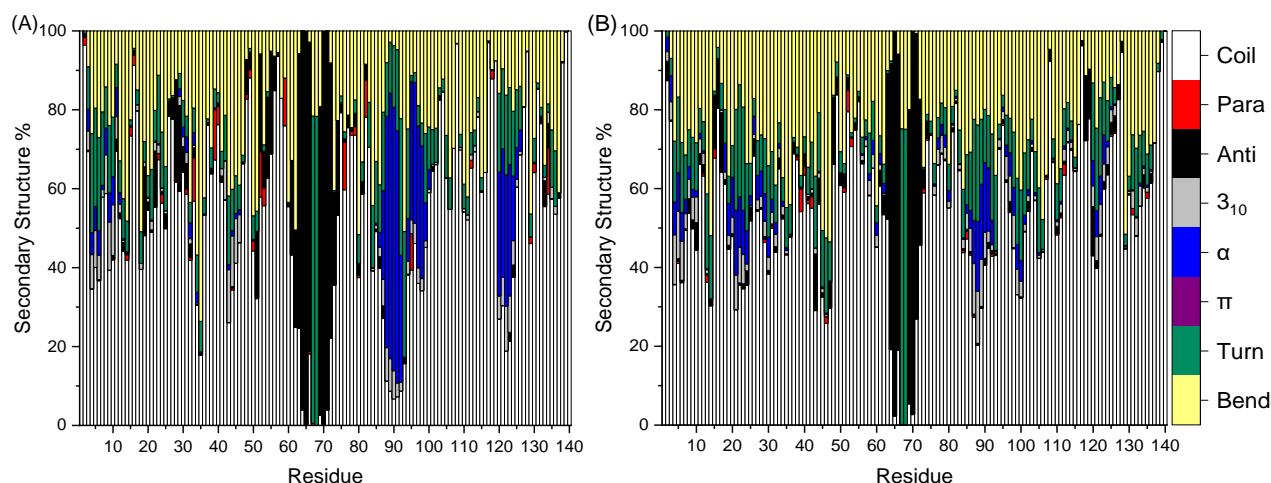 (A)
100
80
60
40
20
0
Secondary Structure %
10 20 30 40 50 60 70 80 90 100 110 120 130 140
Residue
(B)
100
80
60
40
20
0
Secondary Structure %
10 20 30 40 50 60 70 80 90 100 110 120 130 140
Residue
Coil
Para
Anti
3₁₀
α
π
Turn
Bend